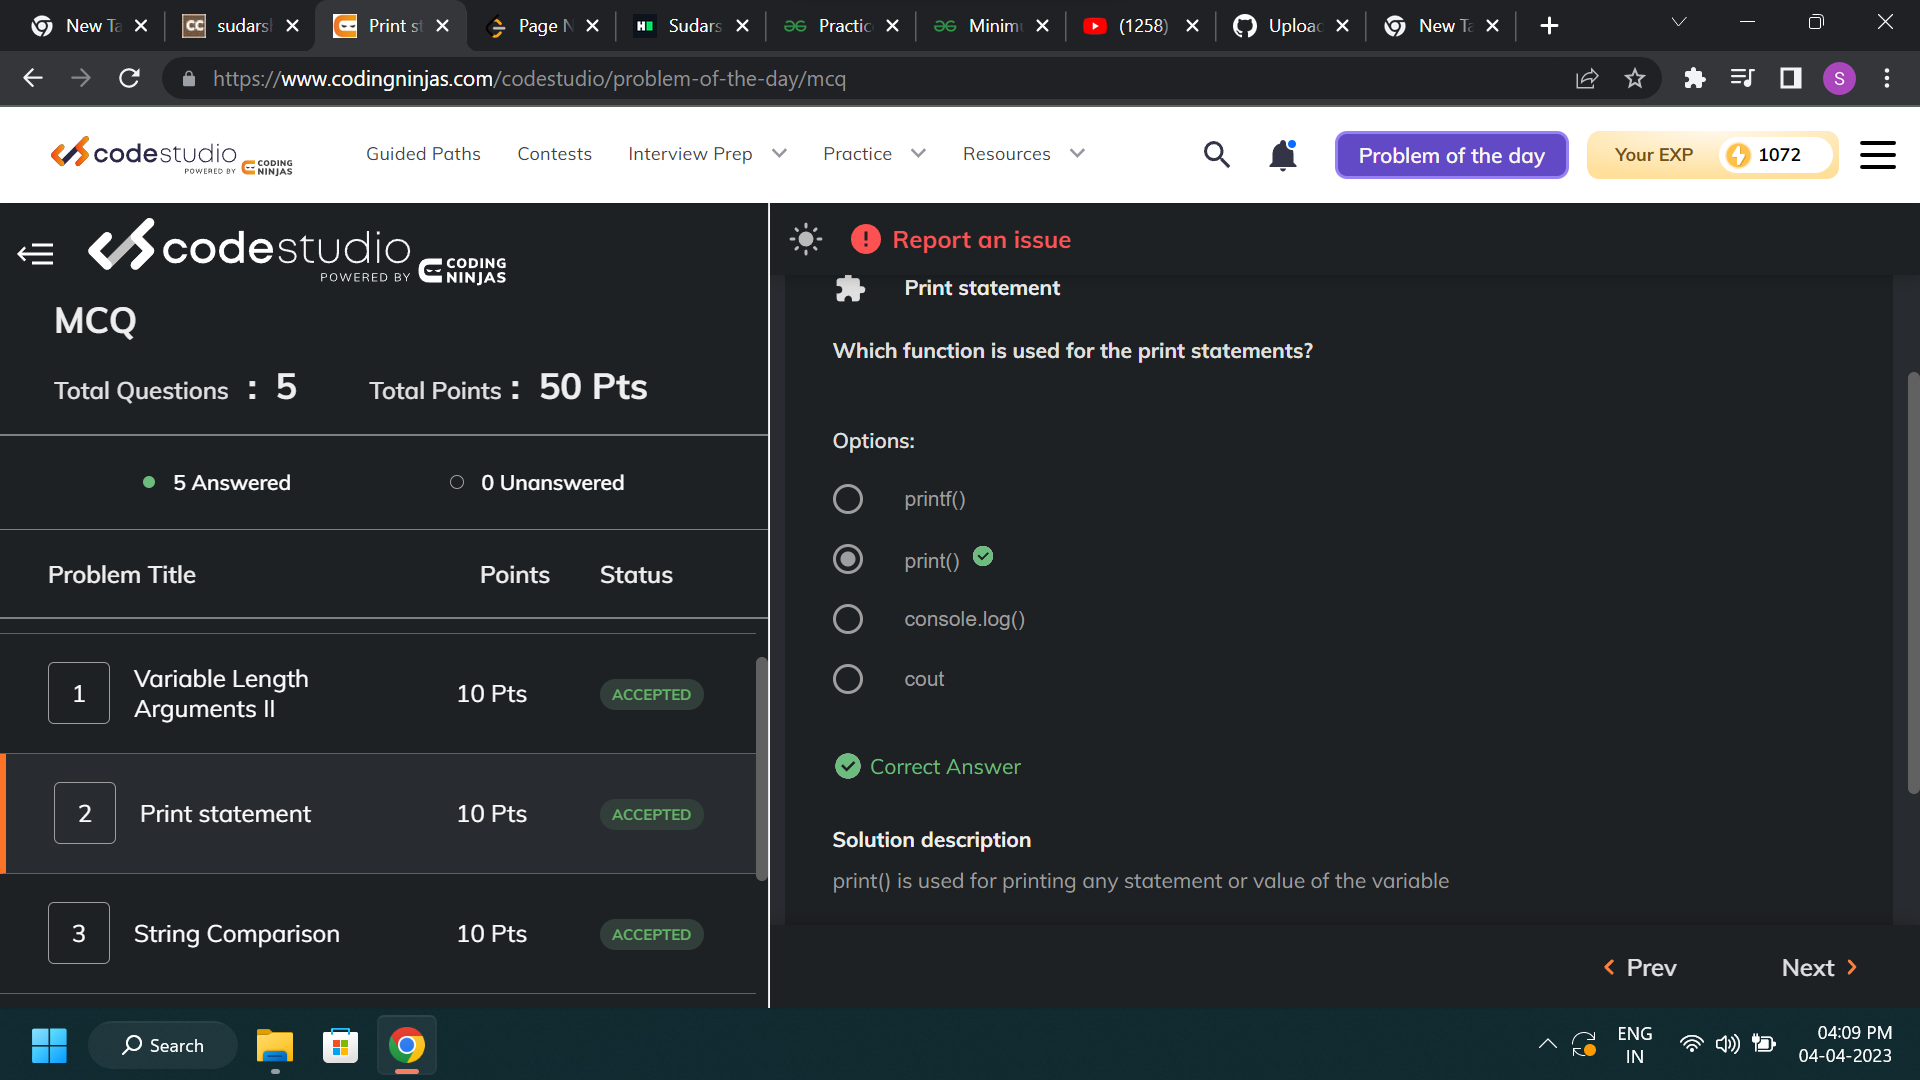 New Ta
sudarsl
Print st
Page N
Sudars
Practic
Minim
(1258)
Upload
New Ta
https://www.codingninjas.com/codestudio/problem-of-the-day/mcq
S
codestudio
POWERED BY CODING NINJAS
Guided Paths
Contests
Interview Prep
Practice
Resources
Problem of the day
Your EXP
1072
codestudio
POWERED BY CODING NINJAS
MCQ
Total Questions : 5
Total Points : 50 Pts
5 Answered
0 Unanswered
Problem Title Points Status
1 Variable Length Arguments II 10 Pts ACCEPTED
2 Print statement 10 Pts ACCEPTED
3 String Comparison 10 Pts ACCEPTED
Report an issue
Print statement
Which function is used for the print statements?
Options:
printf()
print()
console.log()
cout
Correct Answer
Solution description
print() is used for printing any statement or value of the variable
Prev
Next
Search
ENG
IN
04:09 PM
04-04-2023